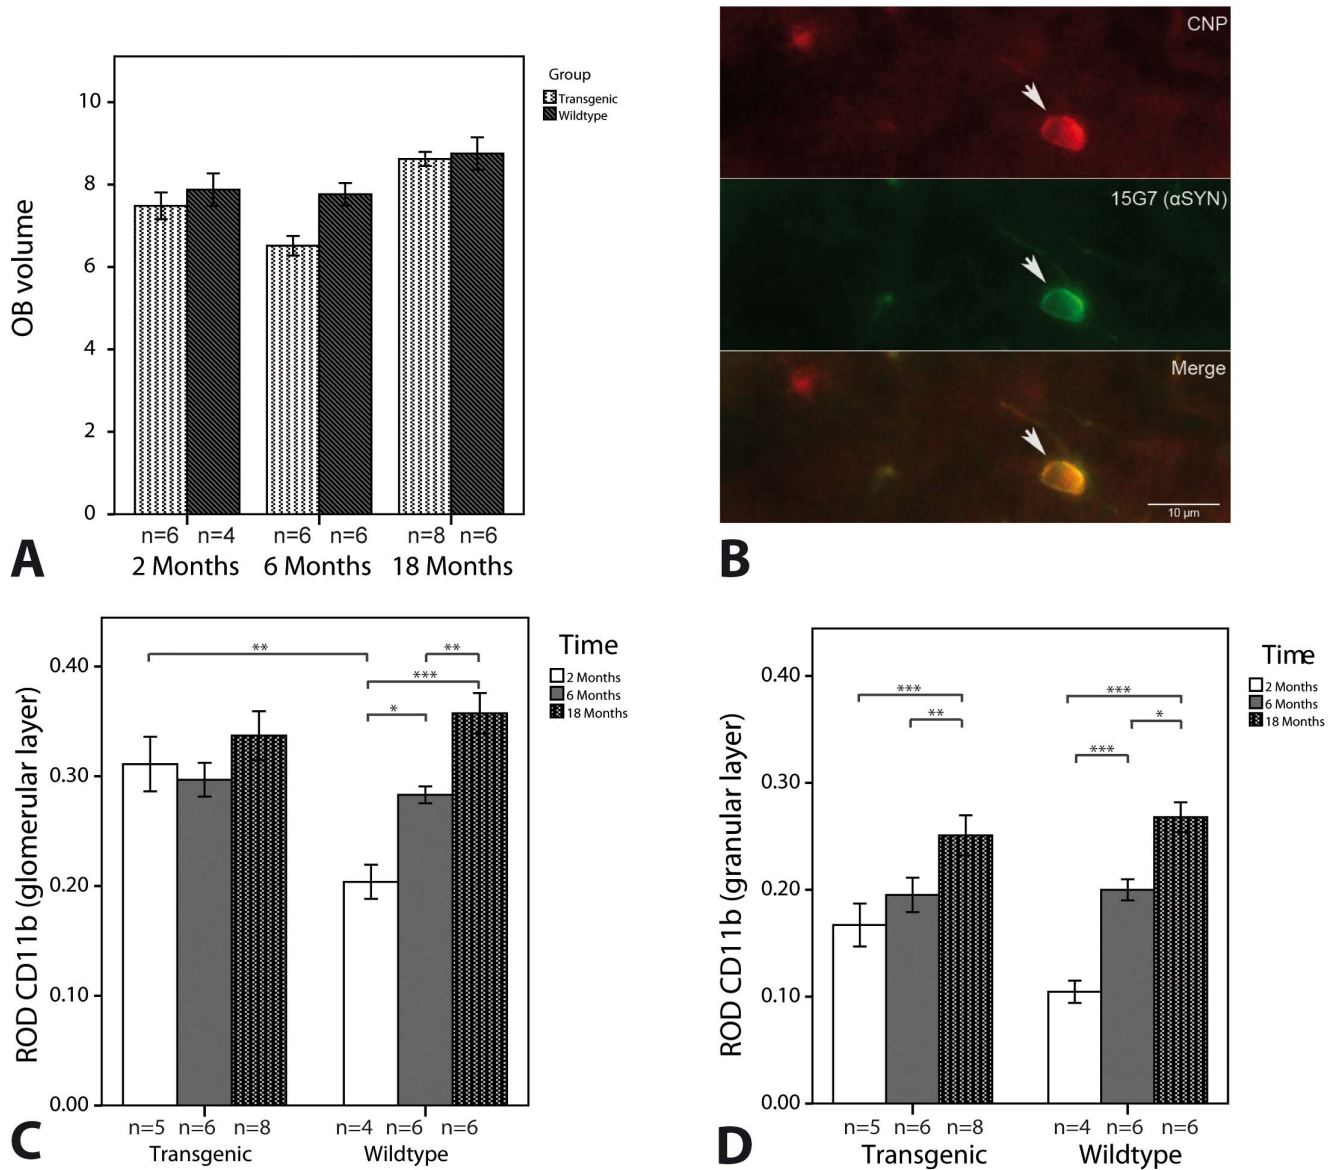 OB volume
10
8
6
4
2
0
n=6 n=4 n=6 n=6 n=8 n=6
2 Months 6 Months 18 Months
Group
Transgenic
Wildtype
A
CNP
15G7 (αSYN)
Merge
10 µm
B
ROD CD11b (glomerular layer)
0.40
0.30
0.20
0.10
0.00
** **
***
*
n=5 n=6 n=8 n=4 n=6 n=6
Transgenic Wildtype
Time
2 Months
6 Months
18 Months
C
ROD CD11b (granular layer)
0.40
0.30
0.20
0.10
0.00
*** ***
** *
***
n=5 n=6 n=8 n=4 n=6 n=6
Transgenic Wildtype
Time
2 Months
6 Months
18 Months
D